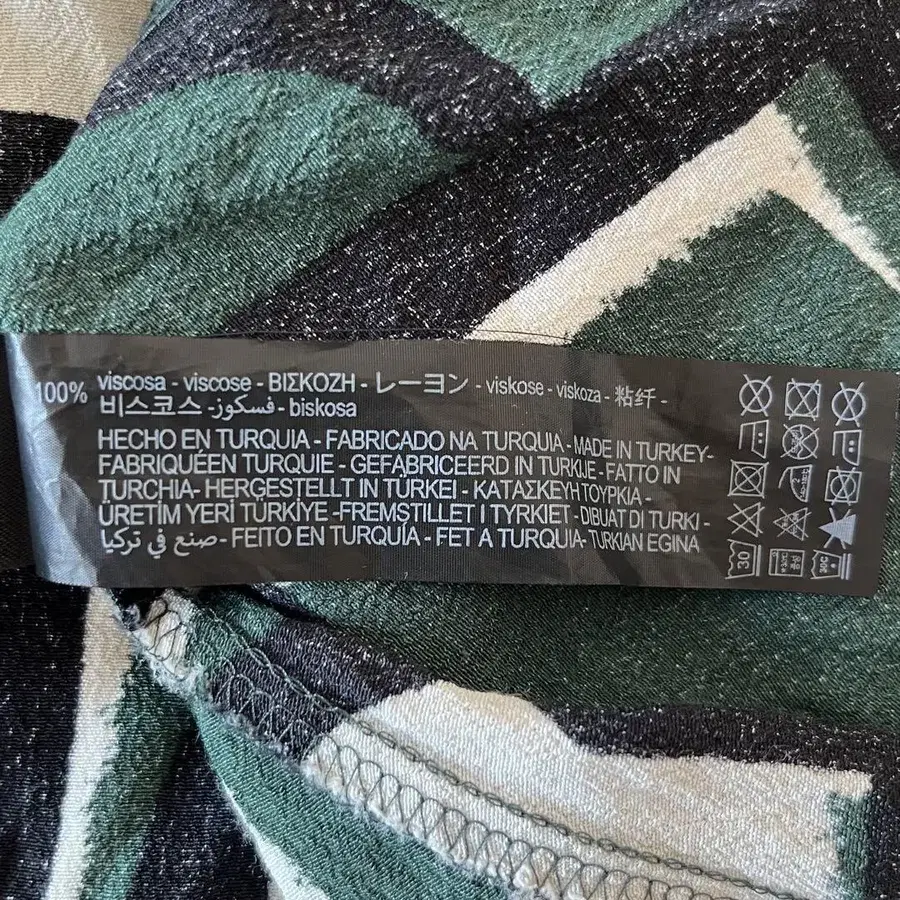 100% viscosa - viscose - ΒΙΣΚΟΖΗ - レーヨン - viskose - viskoza - 粘纤 -
비스코스 - فسكوز - biskosa
HECHO EN TURQUIA - FABRICADO NA TURQUIA - MADE IN TURKEY-
FABRIQUÉEN TURQUIE - GEFABRICEERD IN TURKIJE - FATTO IN
TURCHIA- HERGESTELLT IN TÜRKEI - ΚΑΤΑΣΚΕΥΗ ΤΟΥΡΚΙΑ -
ÜRETİM YERİ TÜRKİYE -FREMSTILLET I TYRKIET - DIBUAT DI TURKI -
صنع في تركيا - FEITO EN TURQUÍA - FET A TURQUIA- TURKIAN EGINA
30